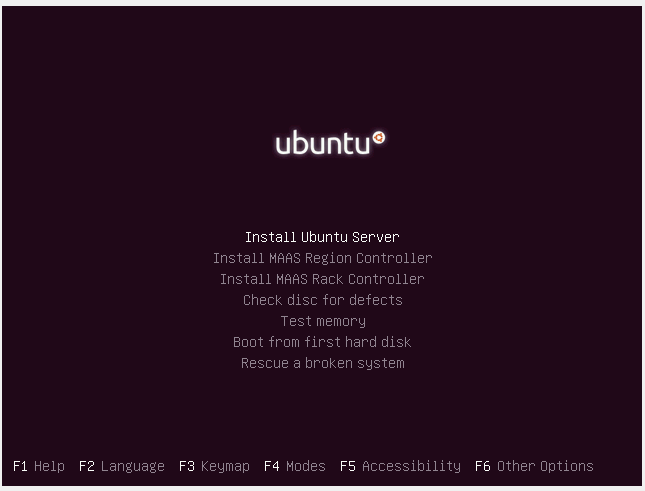 ubuntu
Install Ubuntu Server
Install MAAS Region Controller
Install MAAS Rack Controller
Check disc for defects
Test memory
Boot from first hard disk
Rescue a broken system
F1 Help F2 Language F3 Keymap F4 Modes F5 Accessibility F6 Other Options